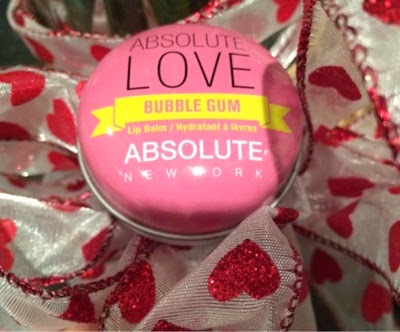 ABSOLUTE
LOVE
BUBBLE GUM
Lip Balm / Hydratant à lèvres
ABSOLUTE
NEW YORK